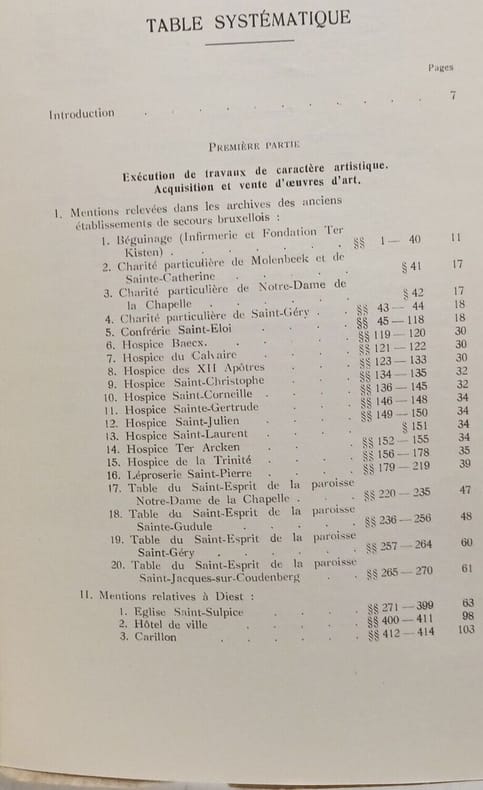 TABLE SYSTÉMATIQUE
Pages
Introduction . . . . . . . . . 7
PREMIÈRE PARTIE
Exécution de travaux de caractère artistique.
Acquisition et vente d'œuvres d'art.
I. Mentions relevées dans les archives des anciens
établissements de secours bruxellois :
1. Béguinage (Infirmerie et Fondation Ter
Kisten) . . . . . . §§ 1 — 40 11
2. Charité particulière de Molenbeek et de
Sainte-Catherine . . . . § 41 17
3. Charité particulière de Notre-Dame de
la Chapelle . . . . . § 42 17
4. Charité particulière de Saint-Géry . . §§ 43 — 44 18
5. Confrérie Saint-Eloi . . . . §§ 45 — 118 18
6. Hospice Baecx. . . . . §§ 119 — 120 30
7. Hospice du Calvaire . . . . §§ 121 — 122 30
8. Hospice des XII Apôtres . . . §§ 123 — 133 30
9. Hospice Saint-Christophe . . . §§ 134 — 135 32
10. Hospice Saint-Corneille . . . . §§ 136 — 145 32
11. Hospice Sainte-Gertrude . . . §§ 146 — 148 34
12. Hospice Saint-Julien . . . . §§ 149 — 150 34
13. Hospice Saint-Laurent . . . . § 151 34
14. Hospice Ter Arcken . . . . §§ 152 — 155 34
15. Hospice de la Trinité . . . . §§ 156 — 178 35
16. Léproserie Saint-Pierre . . . . §§ 179 — 219 39
17. Table du Saint-Esprit de la paroisse
Notre-Dame de la Chapelle . . . §§ 220 — 235 47
18. Table du Saint-Esprit de la paroisse
Sainte-Gudule . . . . . §§ 236 — 256 48
19. Table du Saint-Esprit de la paroisse
Saint-Géry . . . . . . §§ 257 — 264 60
20. Table du Saint-Esprit de la paroisse
Saint-Jacques-sur-Coudenberg . . §§ 265 — 270 61
II. Mentions relatives à Diest :
1. Eglise Saint-Sulpice . . . . §§ 271 — 399 63
2. Hôtel de ville . . . . . §§ 400 — 411 98
3. Carillon . . . . . §§ 412 — 414 103